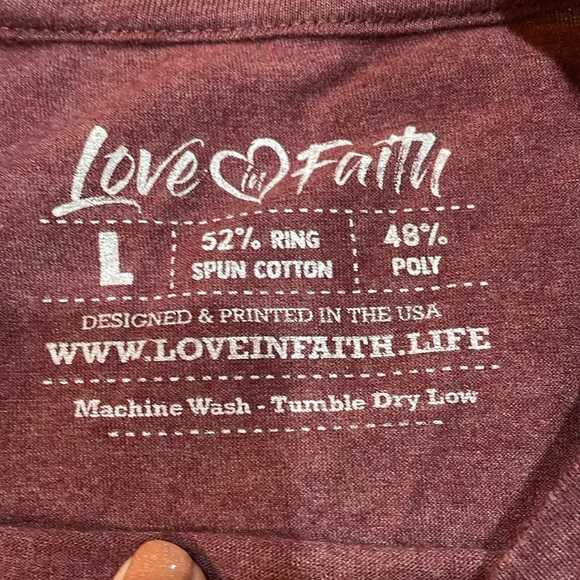 Love in Faith
L
52% RING
SPUN COTTON
48%
POLY
DESIGNED & PRINTED IN THE USA
WWW.LOVEINFAITH.LIFE
Machine Wash - Tumble Dry Low